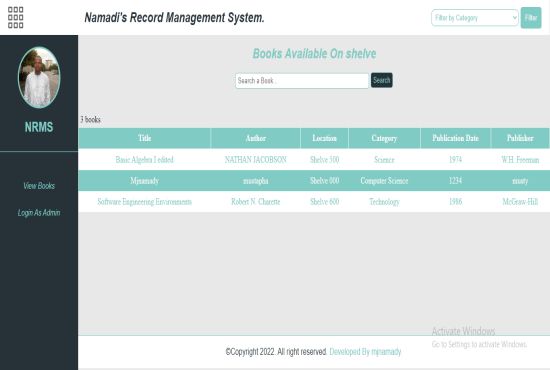 Namadi's Record Management System.
Filter by Category
Filter
Books Available On shelve
Search a Book..
Search
NRMS
View Books
Login As Admin
3 books
Title Author Location Category Publication Date Publisher
Basic Algebra I edited NATHAN JACOBSON Shelve 500 Science 1974 W.H. Freeman
Mjnamady mustapha Shelve 000 Computer Science 1234 musty
Software Engineering Environments Robert N. Charette Shelve 600 Technology 1986 McGraw-Hill
Activate Windows
Go to Settings to activate Windows.
©Copyright 2022. All right reserved. Developed By mjnamady